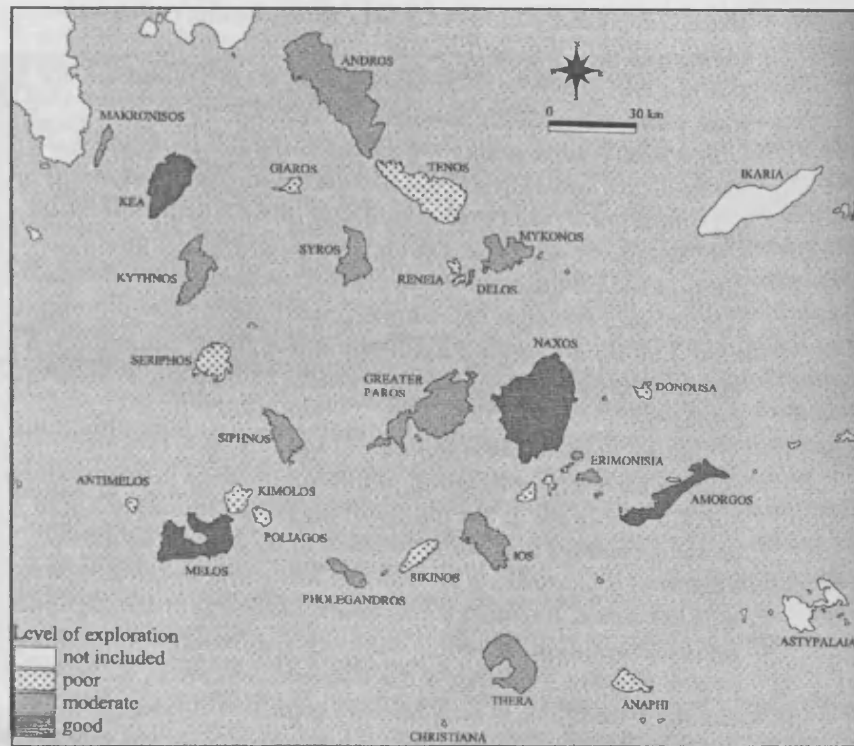 ANDROS
N
0 30 km
MAKRONISOS
GIAROS
TENOS
IKARIA
KEA
MYKONOS
SYROS
KYTHNOS
RENEIA
DELOS
NAXOS
SERIPHOS
GREATER
PAROS
DONOUSA
SIPHNOS
ERIMONISIA
ANTIMELOS
KIMOLOS
AMORGOS
POLIAGOS
IOS
MELOS
SIKINOS
PHOLEGANDROS
ASTYPALAIA
Level of exploration
not included
poor
moderate
good
THERA
ANAPHI
CHRISTIANA